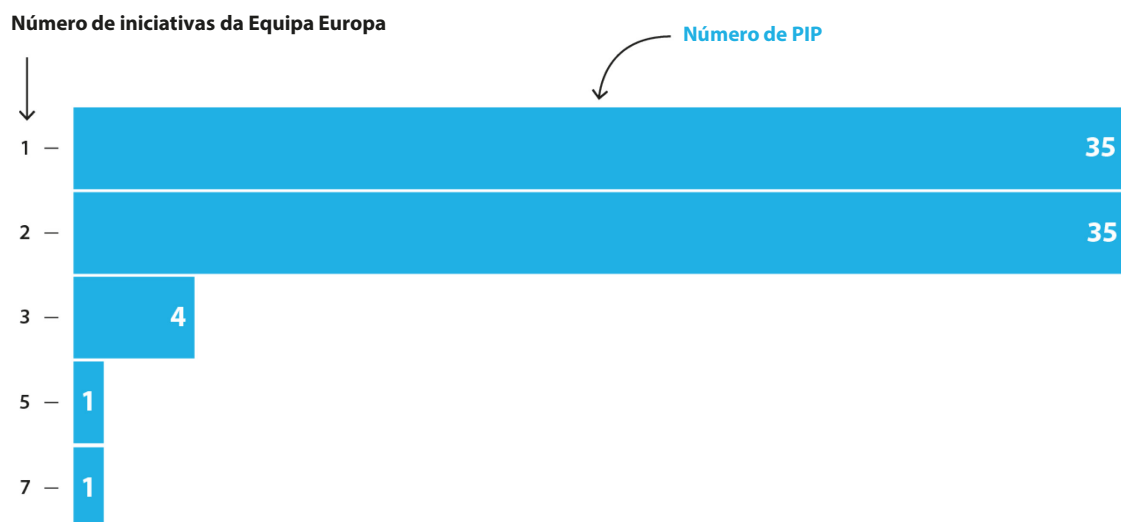 Número de iniciativas da Equipa Europa
Número de PIP
1 — 35
2 — 35
3 — 4
5 — 1
7 — 1